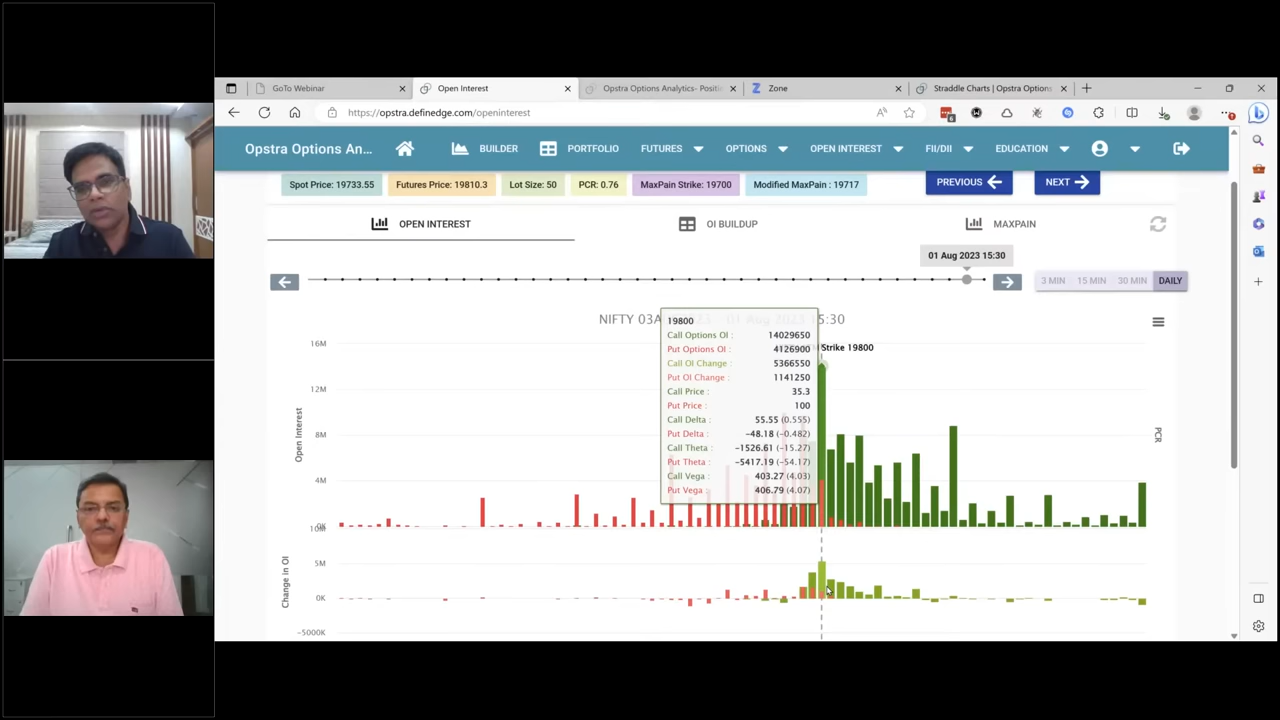 GoTo Webinar
Open Interest
Opstra Options Analytics- Positi
Zone
Straddle Charts | Opstra Options
https://opstra.definedge.com/openinterest
Opstra Options An...
BUILDER
PORTFOLIO
FUTURES
OPTIONS
OPEN INTEREST
FII/DII
EDUCATION
Spot Price: 19733.55
Futures Price: 19810.3
Lot Size: 50
PCR: 0.76
MaxPain Strike: 19700
Modified MaxPain : 19717
PREVIOUS
NEXT
OPEN INTEREST
OI BUILDUP
MAXPAIN
01 Aug 2023 15:30
3 MIN
15 MIN
30 MIN
DAILY
NIFTY 03A
01 Aug 2023 15:30
19800
Call Options OI : 14029650
Put Options OI : 4126900
Call OI Change : 5366550
Put OI Change : 1141250
Call Price : 35.3
Put Price : 100
Call Delta : 55.55 (0.555)
Put Delta : -48.18 (-0.482)
Call Theta : -1526.61 (-15.27)
Put Theta : -5417.19 (-54.17)
Call Vega : 403.27 (4.03)
Put Vega : 406.79 (4.07)
Strike 19800
16M
12M
8M
4M
0K
Open Interest
PCR
5M
0K
-5000K
Change in OI